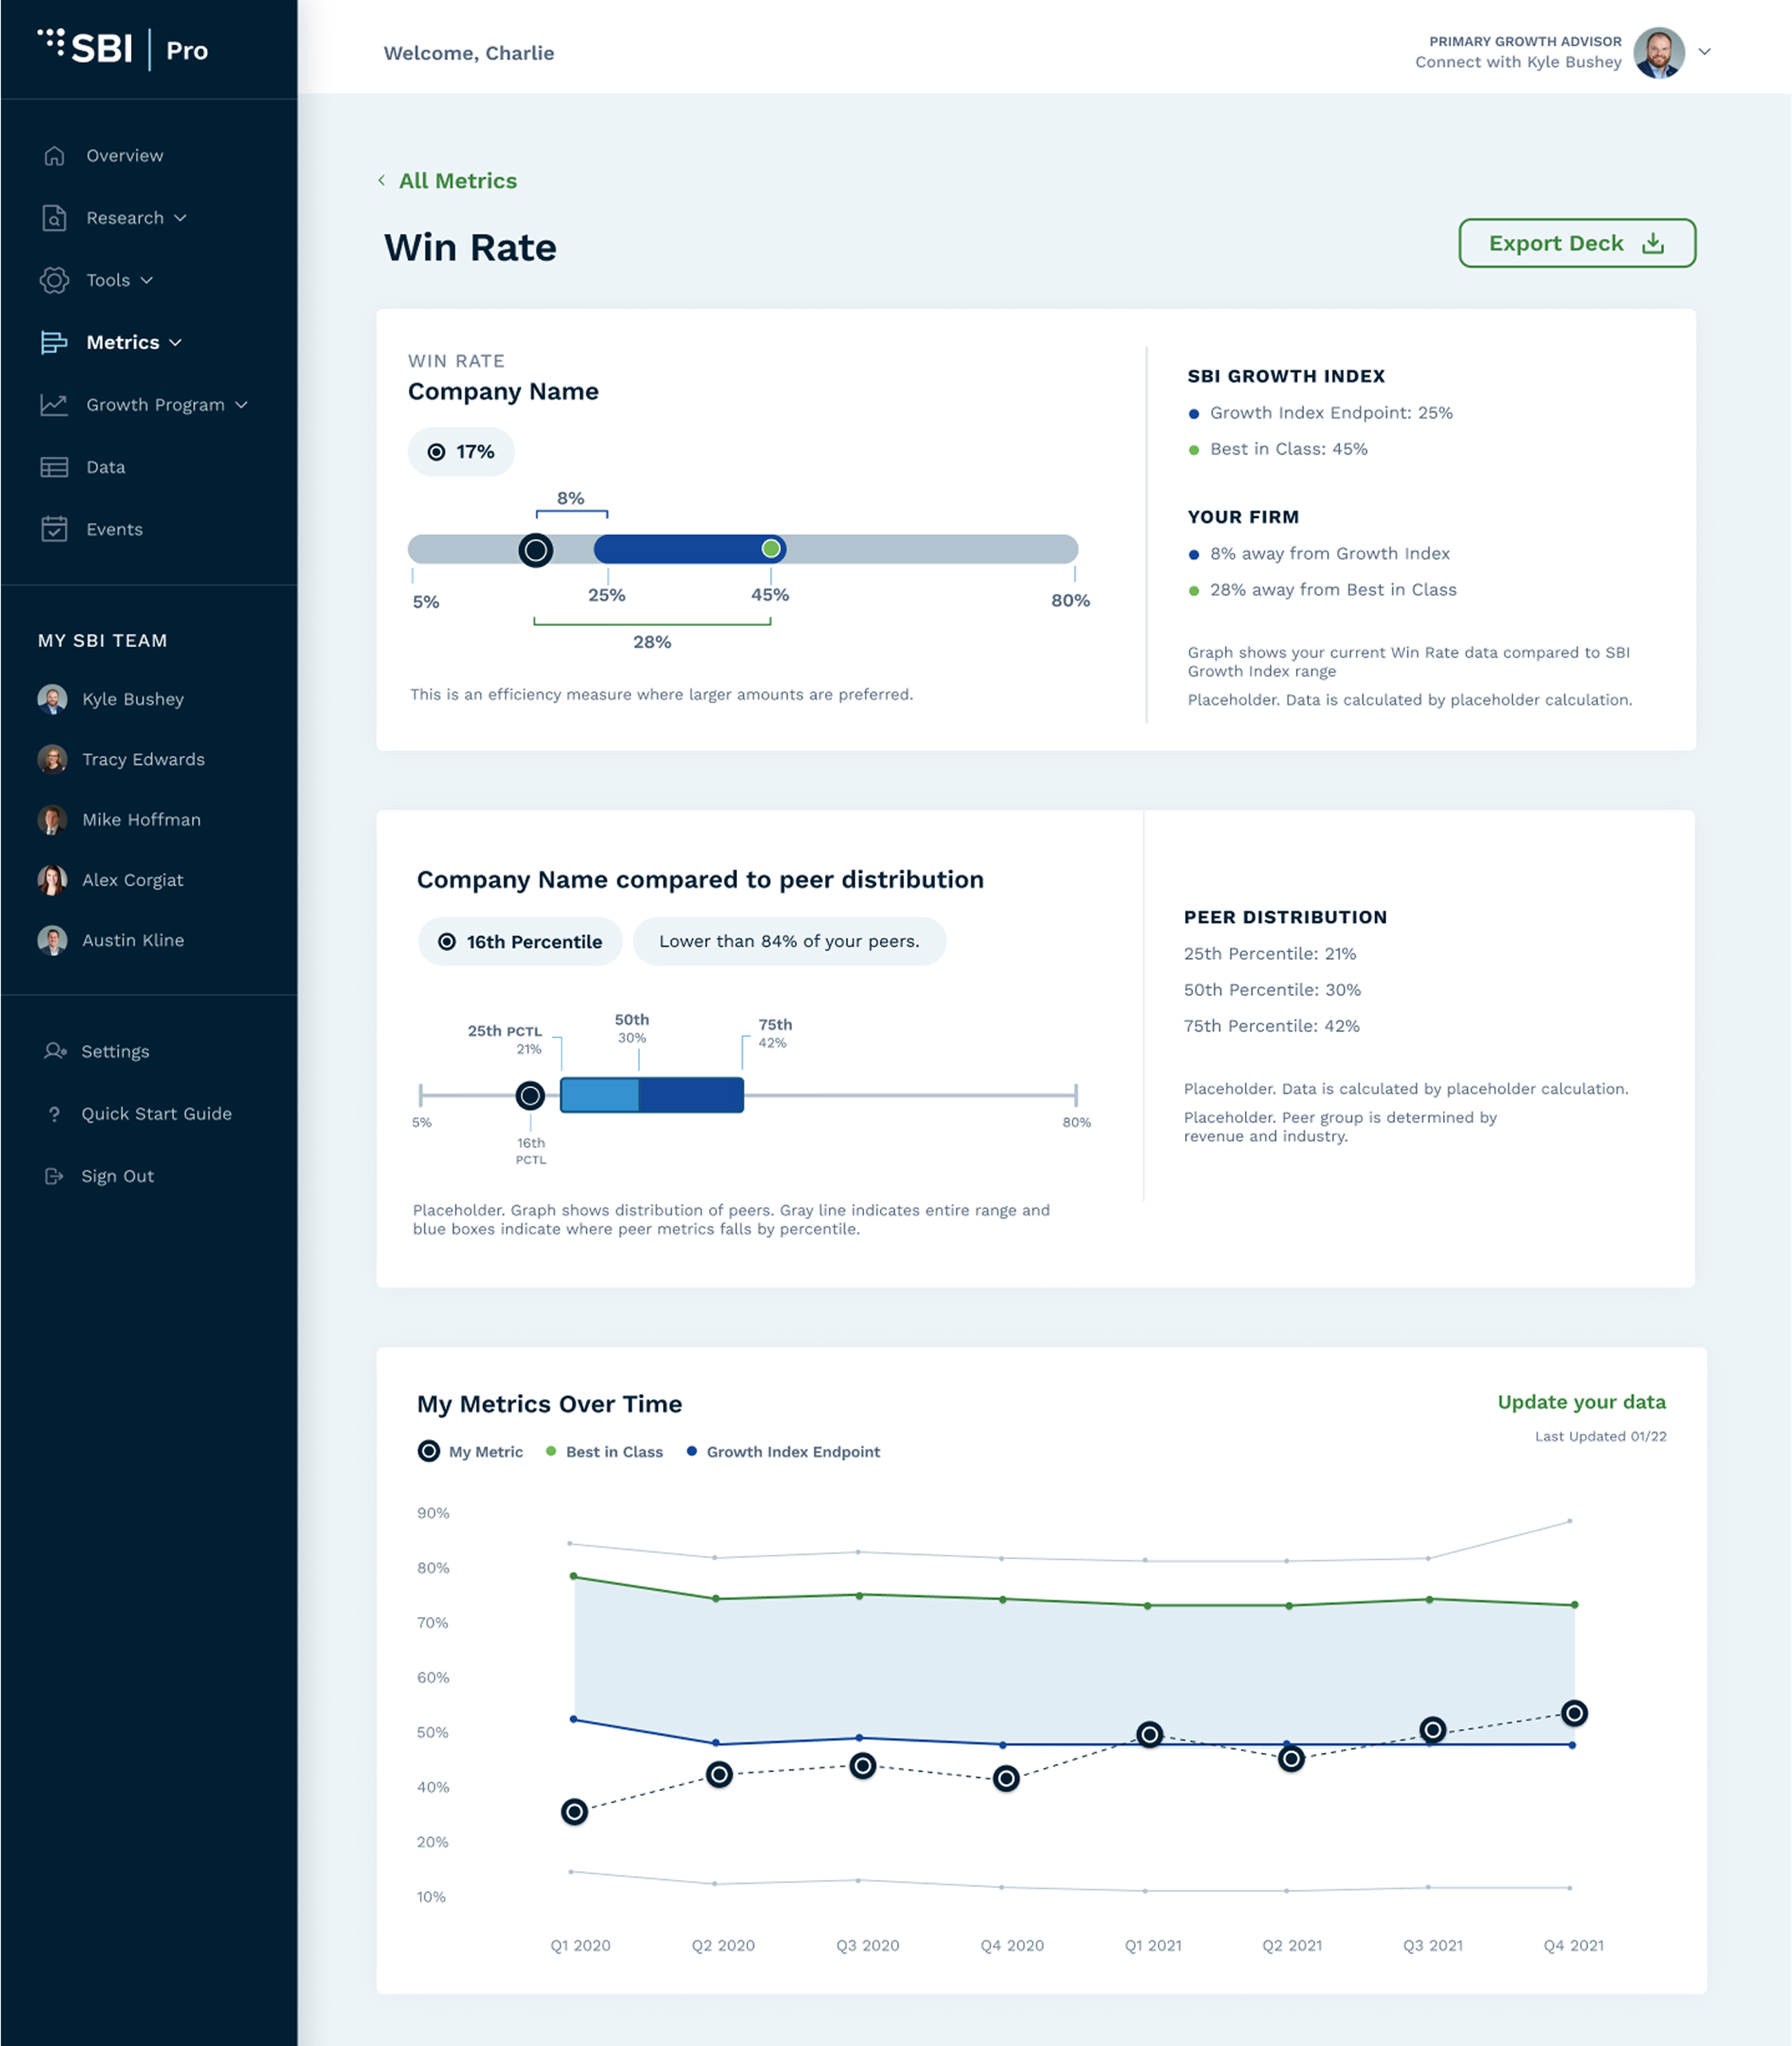 SBI | Pro
Overview
Research
Tools
Metrics
Growth Program
Data
Events
MY SBI TEAM
Kyle Bushey
Tracy Edwards
Mike Hoffman
Alex Corgiat
Austin Kline
Settings
? Quick Start Guide
Sign Out
Welcome, Charlie
PRIMARY GROWTH ADVISOR
Connect with Kyle Bushey
All Metrics
Win Rate
Export Deck
WIN RATE
Company Name
17%
8%
5%
25%
45%
80%
28%
This is an efficiency measure where larger amounts are preferred.
SBI GROWTH INDEX
Growth Index Endpoint: 25%
Best in Class: 45%
YOUR FIRM
8% away from Growth Index
28% away from Best in Class
Graph shows your current Win Rate data compared to SBI
Growth Index range
Placeholder. Data is calculated by placeholder calculation.
Company Name compared to peer distribution
16th Percentile
Lower than 84% of your peers.
25th PCTL
21%
50th
30%
75th
42%
5%
80%
16th
PCTL
Placeholder. Graph shows distribution of peers. Gray line indicates entire range and
blue boxes indicate where peer metrics falls by percentile.
PEER DISTRIBUTION
25th Percentile: 21%
50th Percentile: 30%
75th Percentile: 42%
Placeholder. Data is calculated by placeholder calculation.
Placeholder. Peer group is determined by
revenue and industry.
My Metrics Over Time
Update your data
Last Updated 01/22
My Metric
Best in Class
Growth Index Endpoint
90%
80%
70%
60%
50%
40%
20%
10%
Q1 2020
Q2 2020
Q3 2020
Q4 2020
Q1 2021
Q2 2021
Q3 2021
Q4 2021